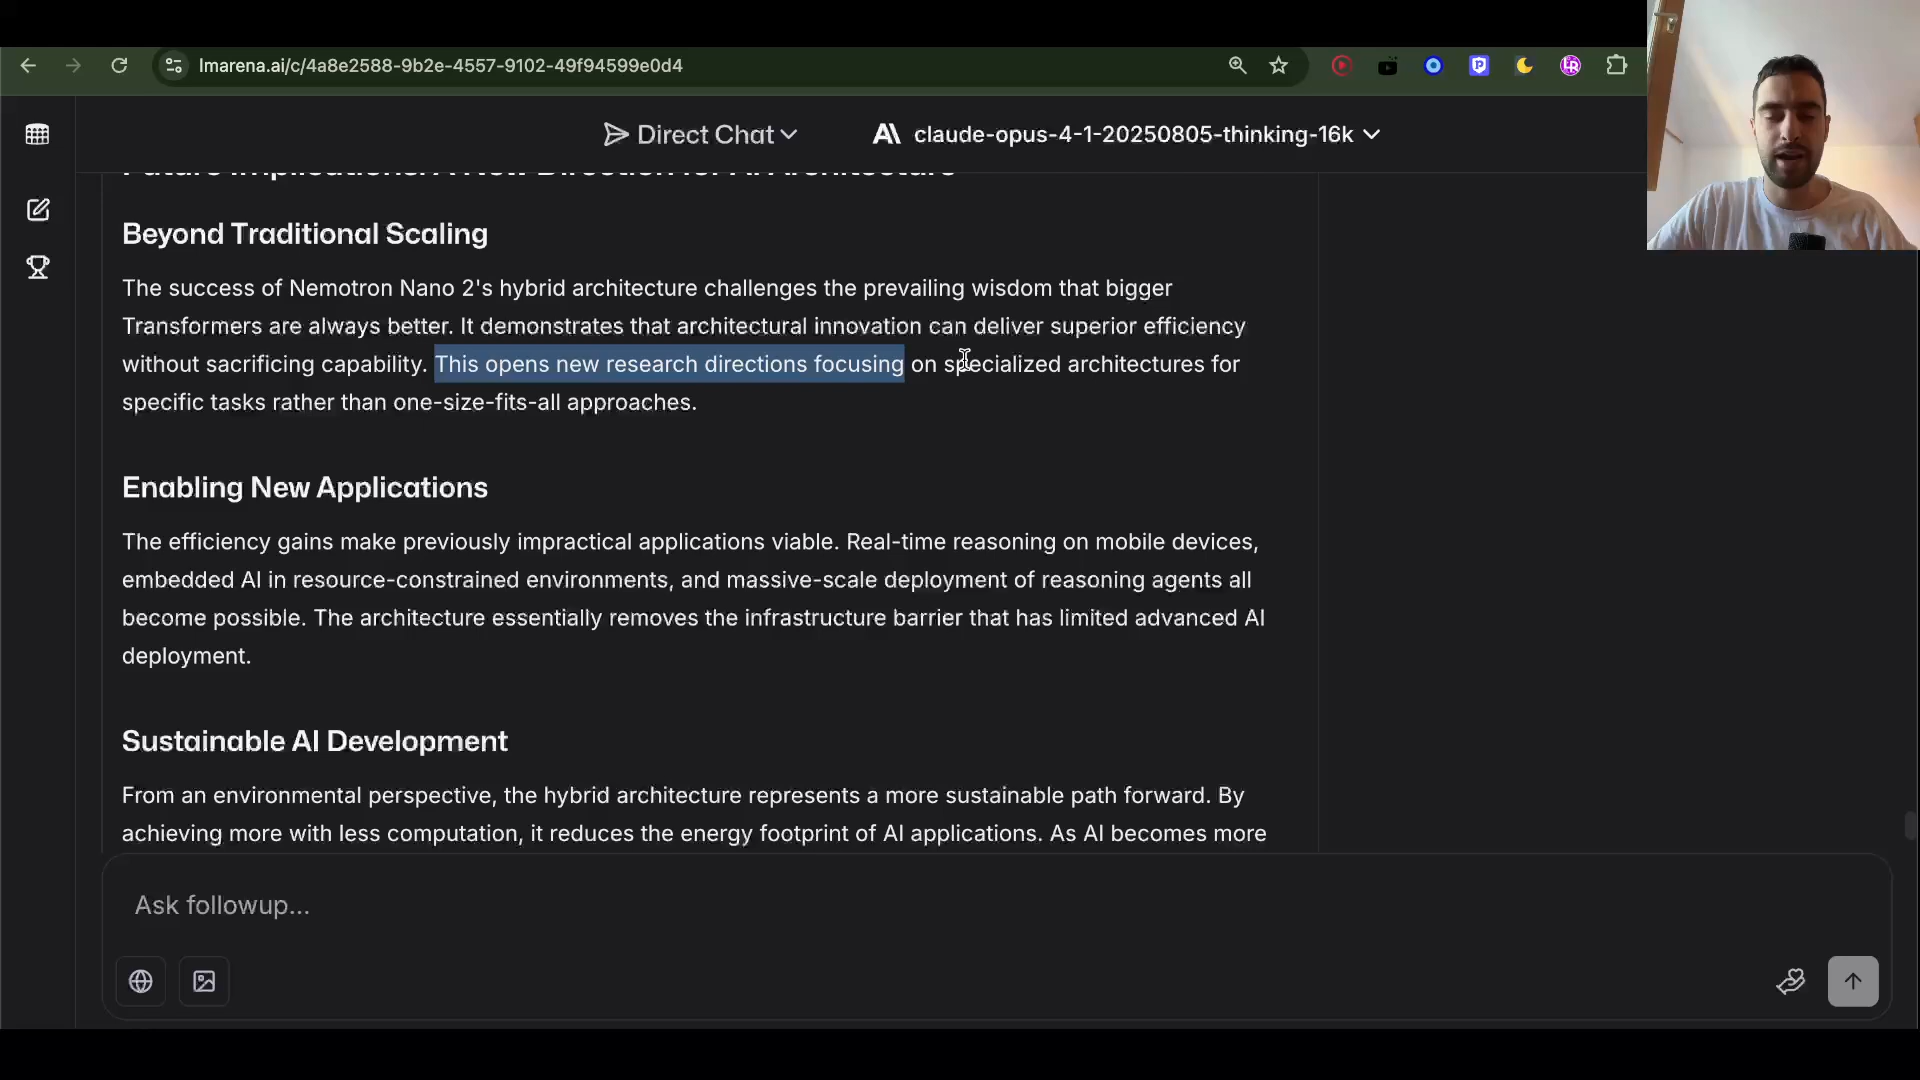 lmarena.ai/c/4a8e2588-9b2e-4557-9102-49f94599e0d4
Direct Chat
claude-opus-4-1-20250805-thinking-16k
Future Implications: A New Direction for AI Architecture
Beyond Traditional Scaling
The success of Nemotron Nano 2's hybrid architecture challenges the prevailing wisdom that bigger
Transformers are always better. It demonstrates that architectural innovation can deliver superior efficiency
without sacrificing capability. This opens new research directions focusing on specialized architectures for
specific tasks rather than one-size-fits-all approaches.
Enabling New Applications
The efficiency gains make previously impractical applications viable. Real-time reasoning on mobile devices,
embedded AI in resource-constrained environments, and massive-scale deployment of reasoning agents all
become possible. The architecture essentially removes the infrastructure barrier that has limited advanced AI
deployment.
Sustainable AI Development
From an environmental perspective, the hybrid architecture represents a more sustainable path forward. By
achieving more with less computation, it reduces the energy footprint of AI applications. As AI becomes more
Ask followup...